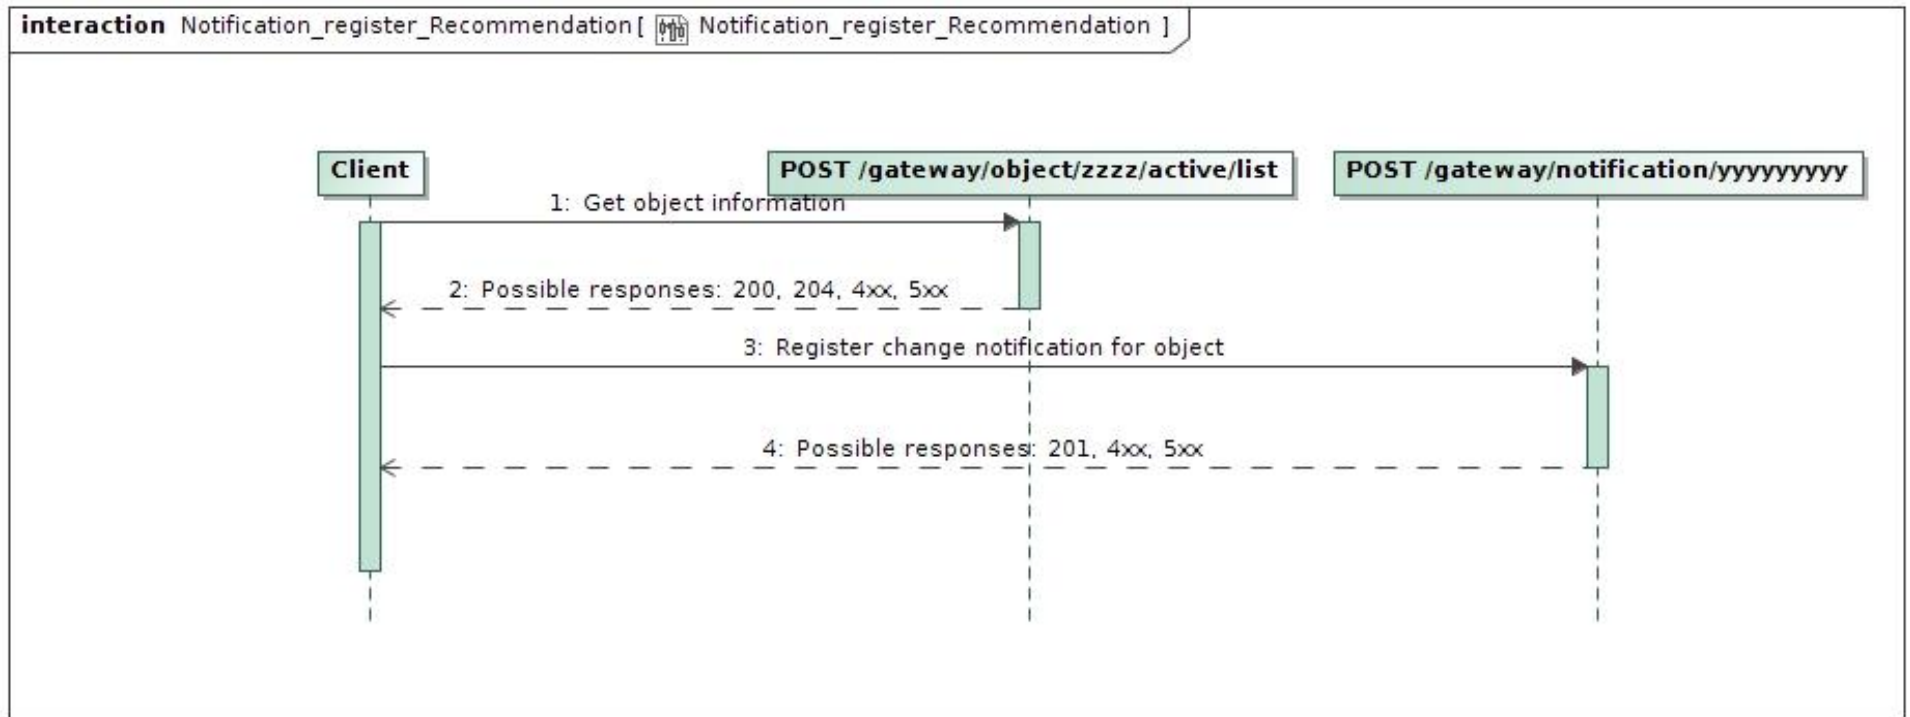 interaction Notification_register_Recommendation[ Notification_register_Recommendation ]
Client
POST /gateway/object/zzzz/active/list
POST /gateway/notification/yyyyyyyyy
1: Get object information
2: Possible responses: 200, 204, 4xx, 5xx
3: Register change notification for object
4: Possible responses: 201, 4xx, 5xx